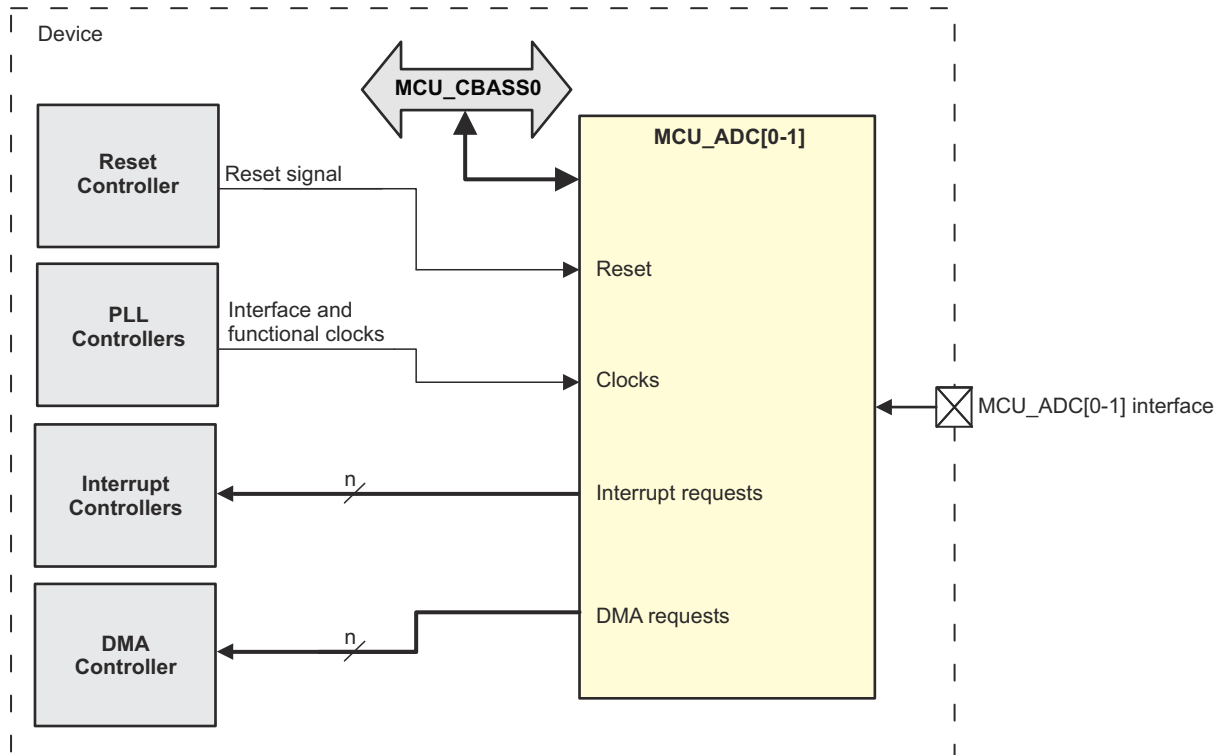 Device
MCU_CBASS0
MCU_ADC[0-1]
Reset
Controller
Reset signal
Reset
PLL
Controllers
Interface and
functional clocks
Clocks
MCU_ADC[0-1] interface
Interrupt
Controllers
n
Interrupt requests
DMA
Controller
n
DMA requests